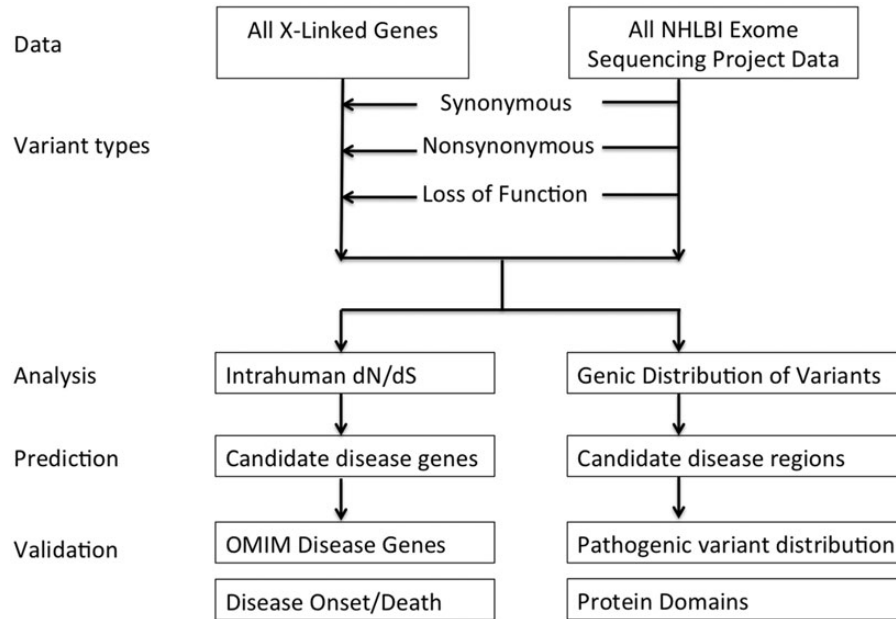 Data
All X-Linked Genes
All NHLBI Exome
Sequencing Project Data
Variant types
Synonymous
Nonsynonymous
Loss of Function
Analysis
Intrahuman dN/dS
Genic Distribution of Variants
Prediction
Candidate disease genes
Candidate disease regions
Validation
OMIM Disease Genes
Pathogenic variant distribution
Disease Onset/Death
Protein Domains